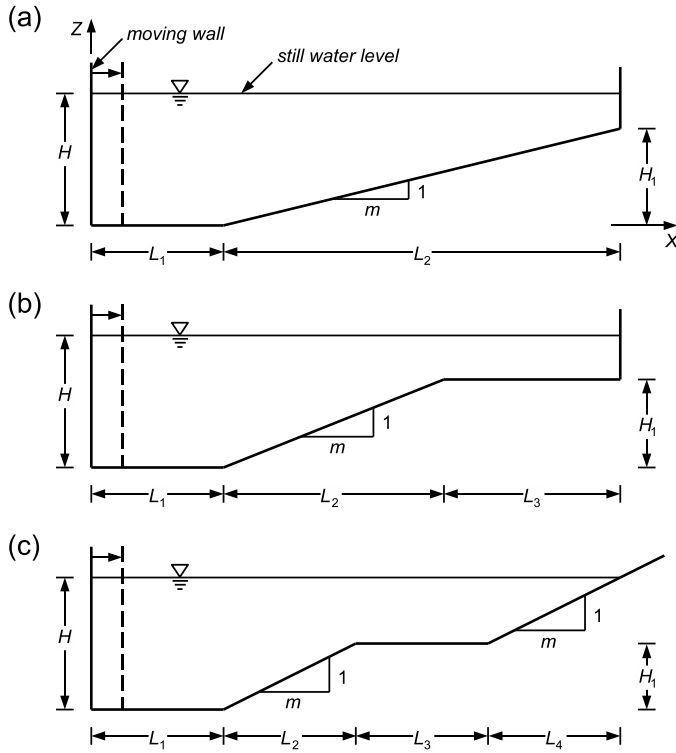 (a)
Z
moving wall
still water level
H
H₁
1
m
X
L₁
L₂
(b)
H
1
m
H₁
L₁
L₂
L₃
(c)
H
1
m
1
m
H₁
L₁
L₂
L₃
L₄